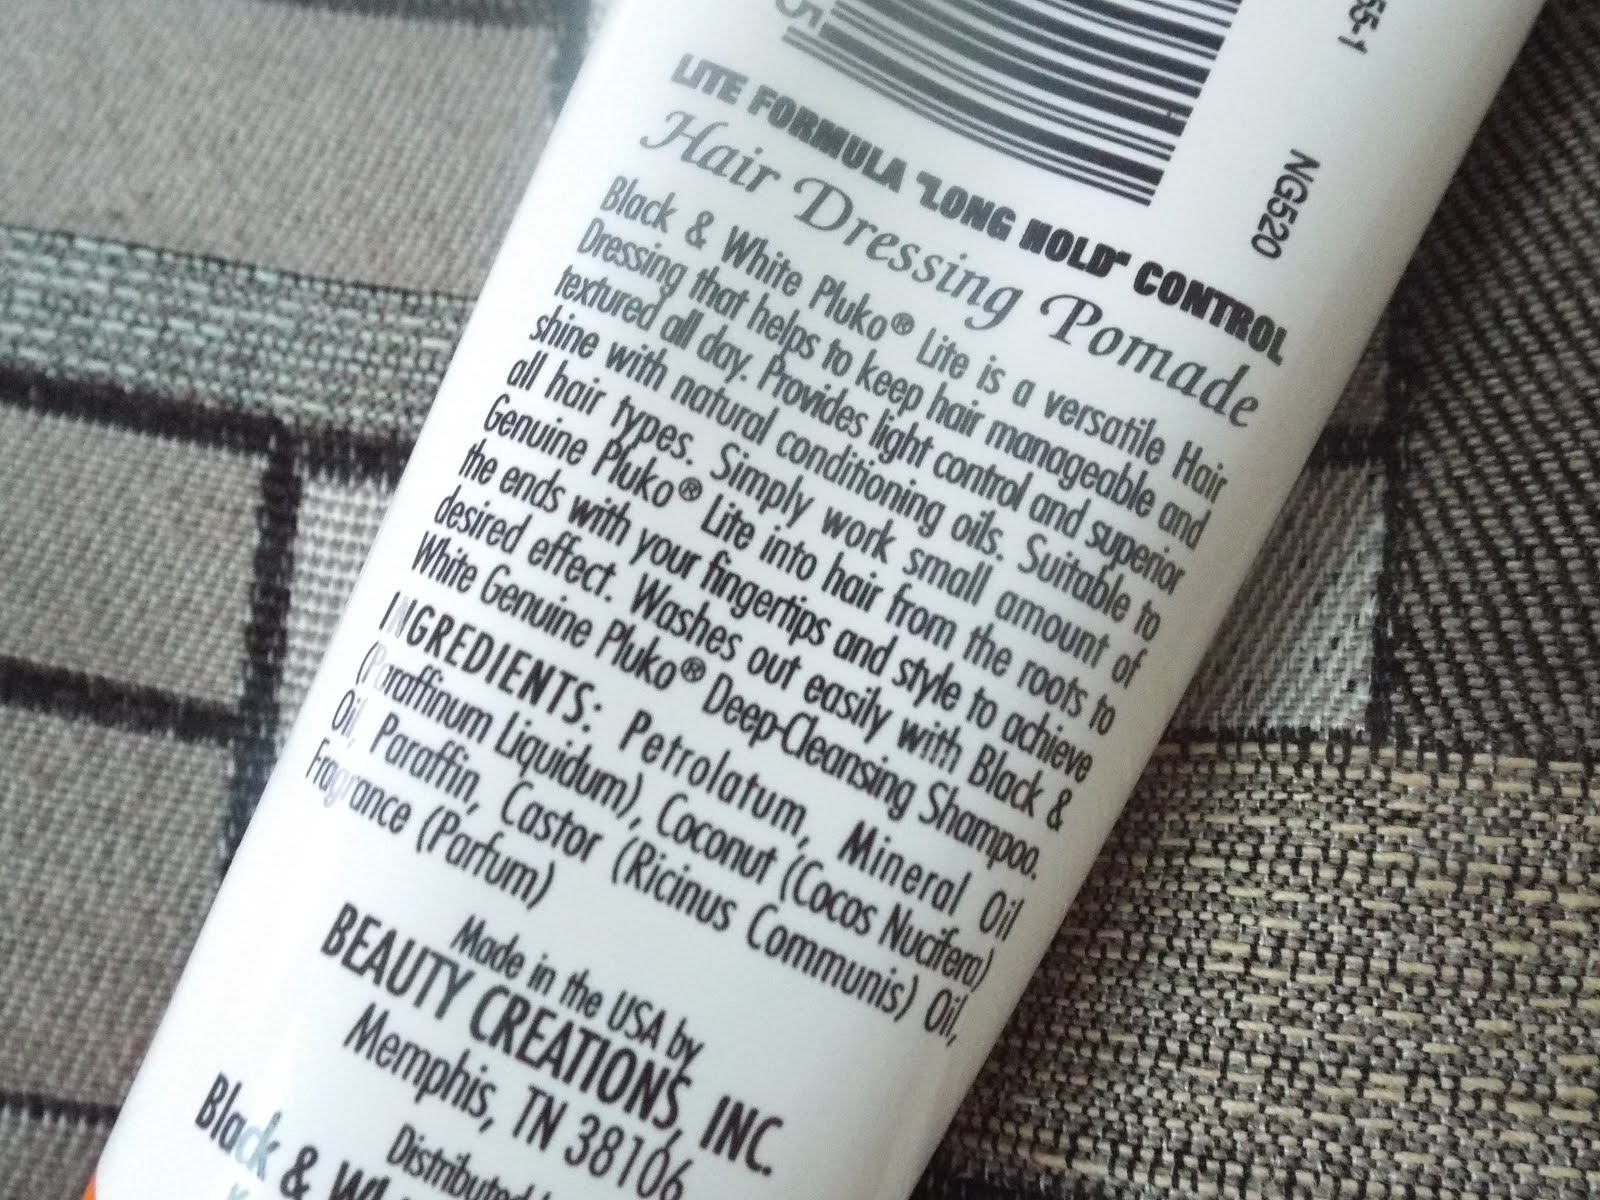 55-1
NG520
5
LITE FORMULA "LONG HOLD" CONTROL
Hair Dressing Pomade
Black & White Pluko® Lite is a versatile Hair
Dressing that helps to keep hair manageable and
textured all day. Provides light control and superior
shine with natural conditioning oils. Suitable to
all hair types. Simply work small amount of
Genuine Pluko® Lite into hair from the roots to
the ends with your fingertips and style to achieve
desired effect. Washes out easily with Black &
White Genuine Pluko® Deep-Cleansing Shampoo.
INGREDIENTS: Petrolatum, Mineral Oil
(Paraffinum Liquidum), Coconut (Cocos Nucifera)
Oil, Paraffin, Castor (Ricinus Communis) Oil,
Fragrance (Parfum)
Made in the USA by
BEAUTY CREATIONS, INC.
Memphis, TN 38106
Distributed
Black &